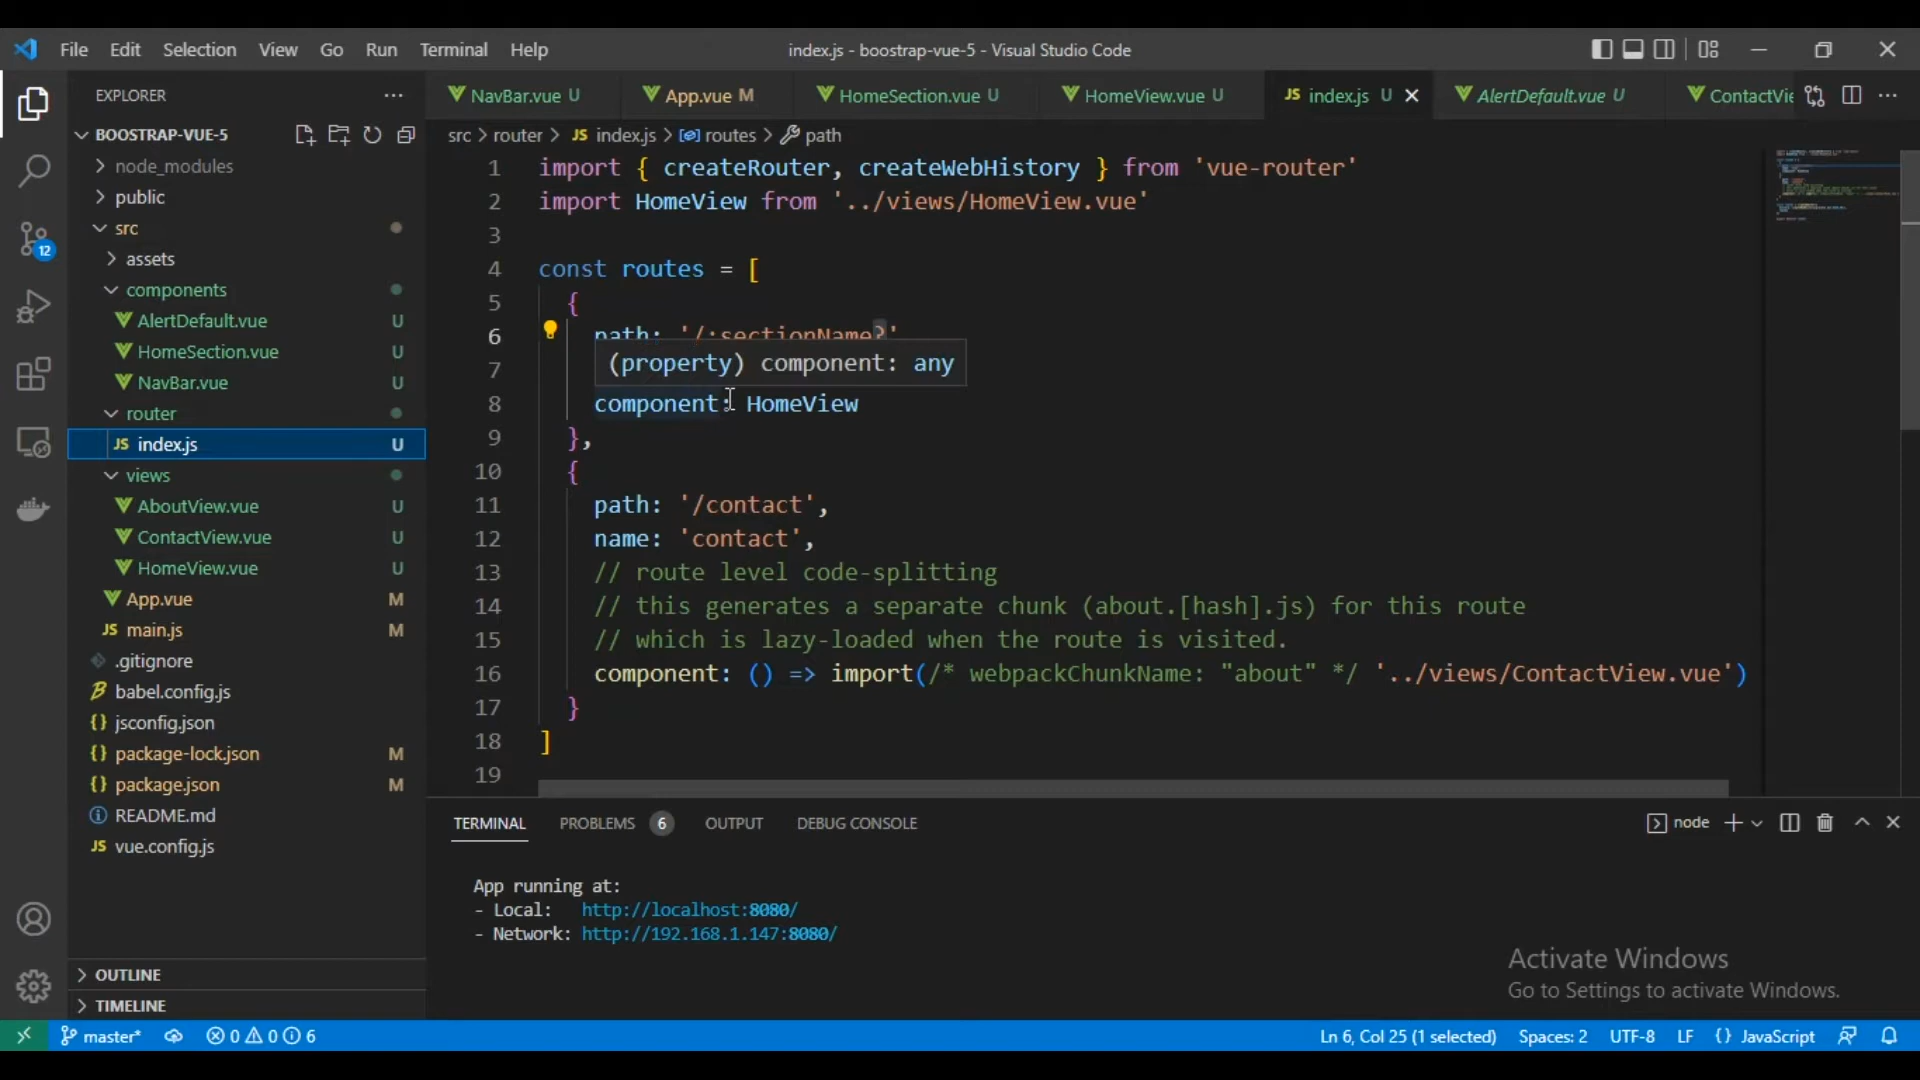 File Edit Selection View Go Run Terminal Help
index.js - boostrap-vue-5 - Visual Studio Code
EXPLORER
NavBar.vue U
App.vue M
HomeSection.vue U
HomeView.vue U
JS index.js U
AlertDefault.vue U
ContactVie
BOOSTRAP-VUE-5
src > router > JS index.js > routes > path
node_modules
public
src
assets
components
AlertDefault.vue U
HomeSection.vue U
NavBar.vue U
router
JS index.js U
views
AboutView.vue U
ContactView.vue U
HomeView.vue U
App.vue M
JS main.js M
.gitignore
babel.config.js
{} jsconfig.json
{} package-lock.json M
{} package.json M
README.md
JS vue.config.js
OUTLINE
TIMELINE
12
1 import { createRouter, createWebHistory } from 'vue-router'
2 import HomeView from '../views/HomeView.vue'
3
4 const routes = [
5 {
6 path: '/:sectionName?'
7 (property) component: any
8 component: HomeView
9 },
10 {
11 path: '/contact',
12 name: 'contact',
13 // route level code-splitting
14 // this generates a separate chunk (about.[hash].js) for this route
15 // which is lazy-loaded when the route is visited.
16 component: () => import(/* webpackChunkName: "about" */ '../views/ContactView.vue')
17 }
18 ]
19
TERMINAL PROBLEMS 6 OUTPUT DEBUG CONSOLE
node
App running at:
- Local: http://localhost:8080/
- Network: http://192.168.1.147:8080/
Activate Windows
Go to Settings to activate Windows.
master* 0 0 6
Ln 6, Col 25 (1 selected) Spaces: 2 UTF-8 LF {} JavaScript